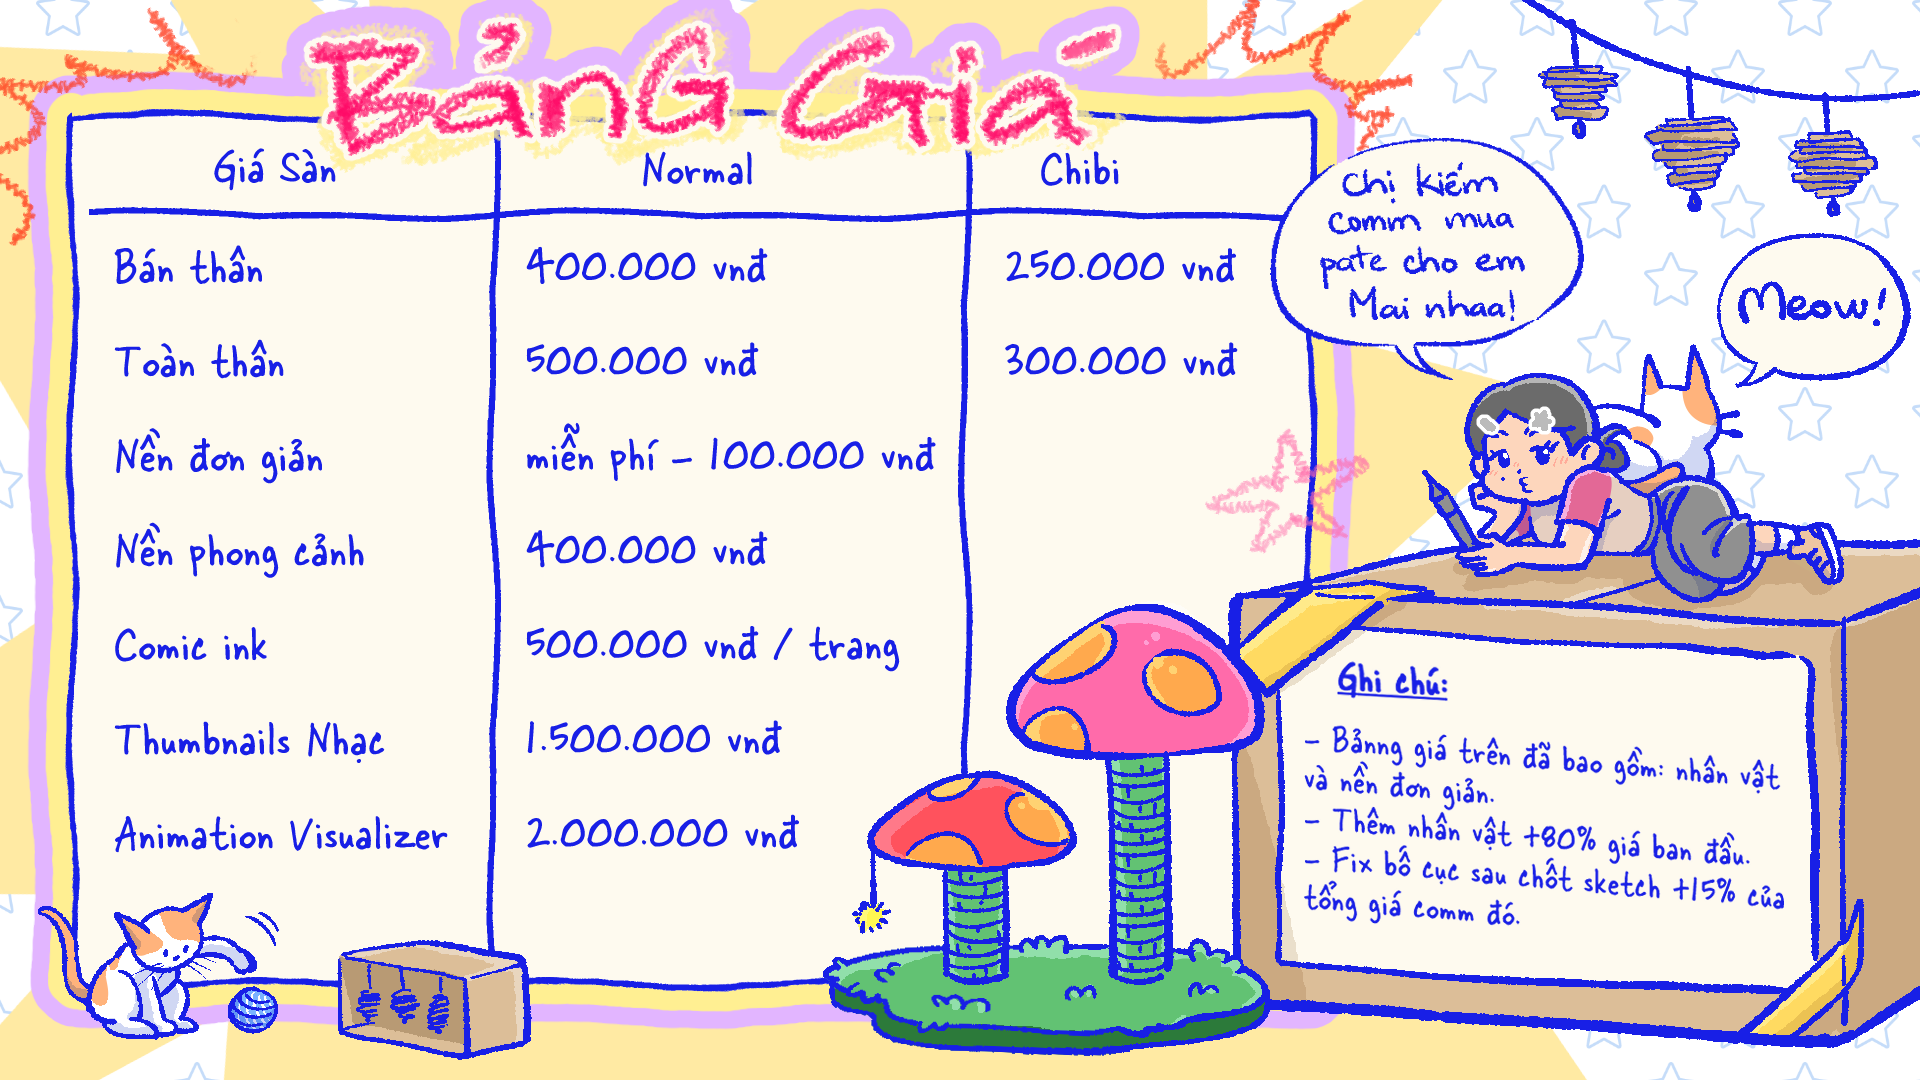 Bảng Giá
Giá Sàn Normal Chibi
Bán thân 400.000 vnđ 250.000 vnđ
Toàn thân 500.000 vnđ 300.000 vnđ
Nền đơn giản miễn phí - 100.000 vnđ
Nền phong cảnh 400.000 vnđ
Comic ink 500.000 vnđ / trang
Thumbnails Nhạc 1.500.000 vnđ
Animation Visualizer 2.000.000 vnđ
Chị kiếm
comm mua
pate cho em
Mai nhaa!
Meow!
Ghi chú:
- Bảnng giá trên đã bao gồm: nhân vật
và nền đơn giản.
- Thêm nhân vật +80% giá ban đầu.
- Fix bố cục sau chốt sketch +15% của
tổng giá comm đó.